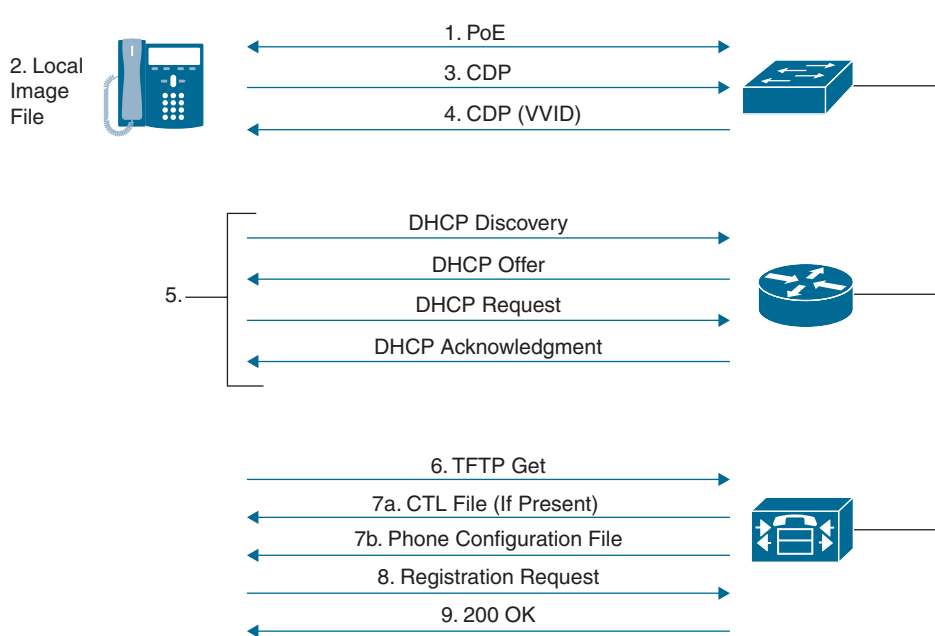 1. PoE
2. Local
Image
File
3. CDP
4. CDP (VVID)
5.
DHCP Discovery
DHCP Offer
DHCP Request
DHCP Acknowledgment
6. TFTP Get
7a. CTL File (If Present)
7b. Phone Configuration File
8. Registration Request
9. 200 OK